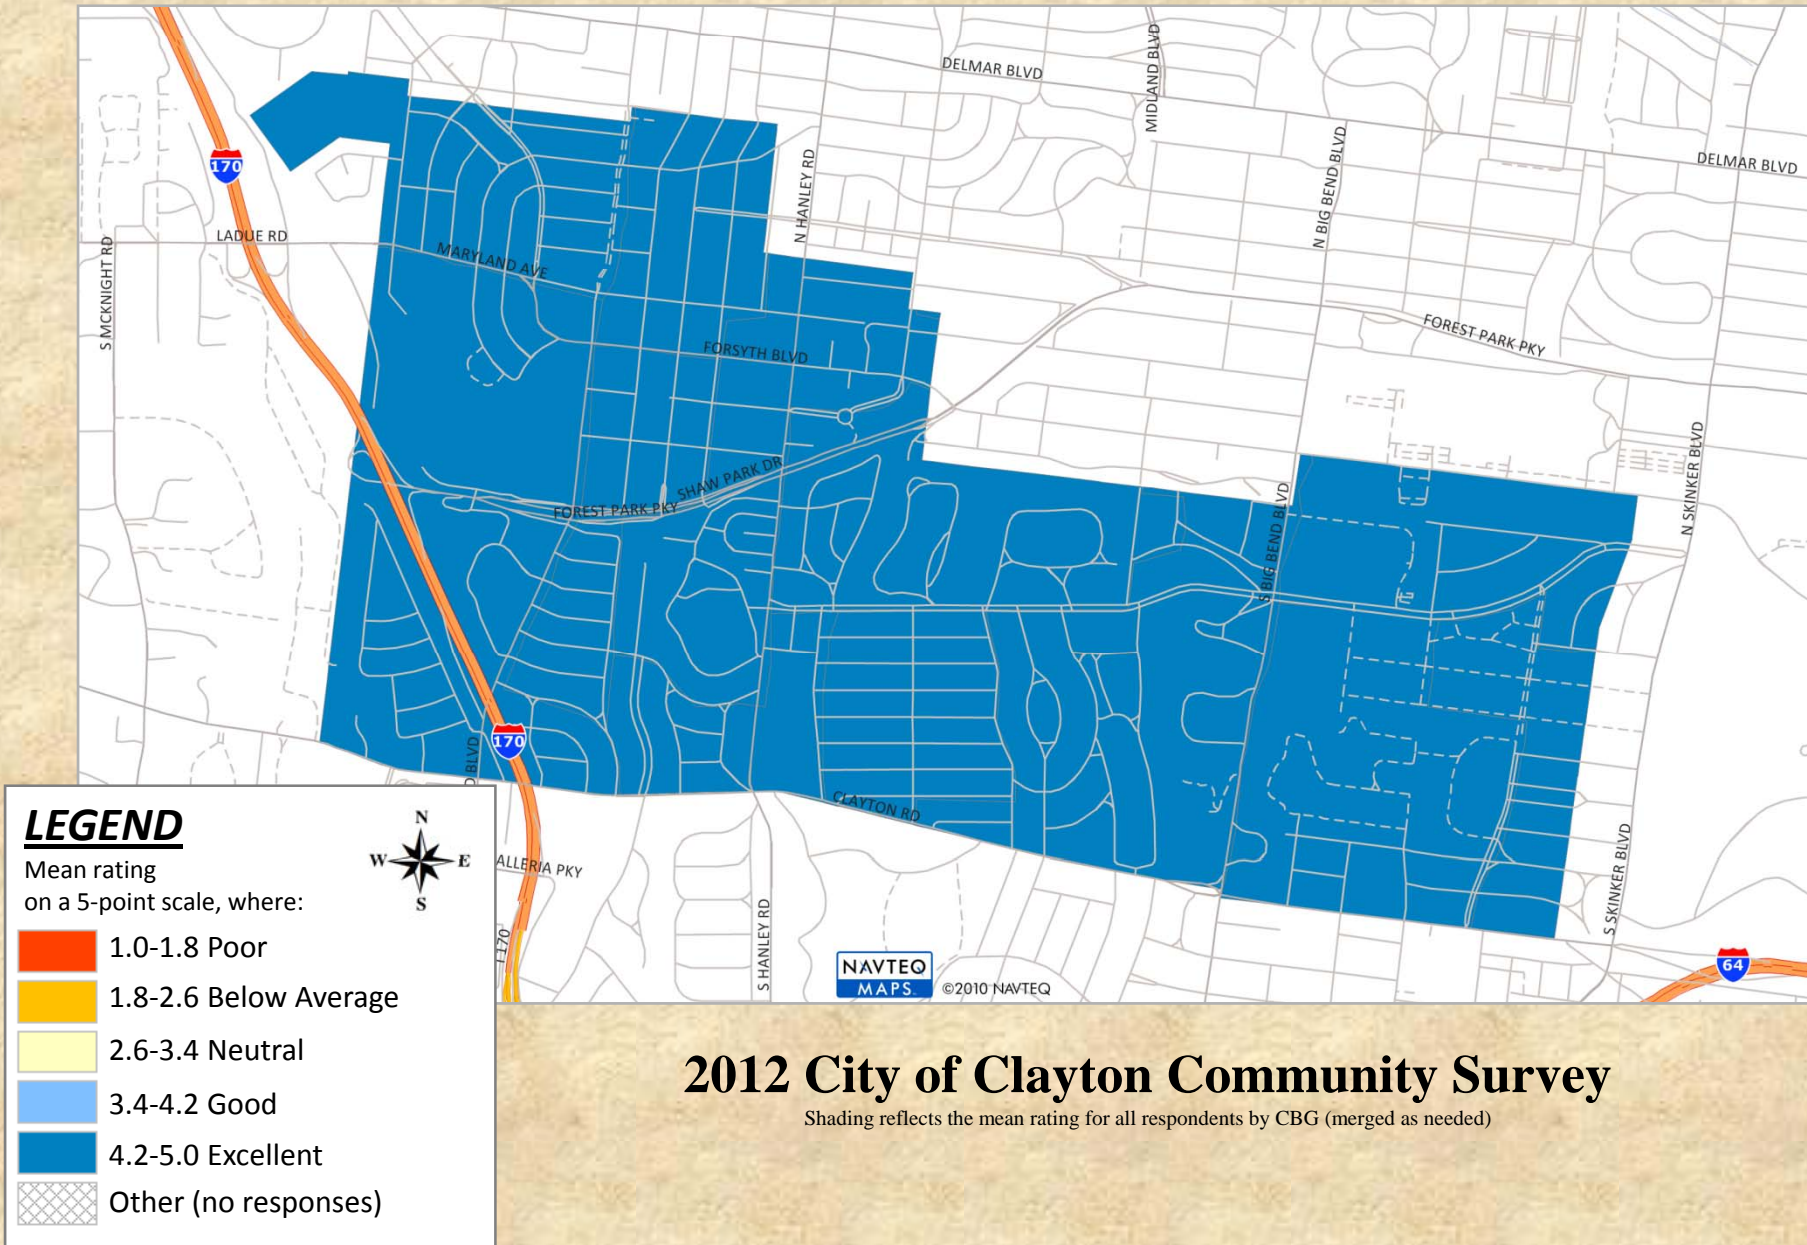 DELMAR BLVD
MIDLAND BLVD
N BIG BEND BLVD
DELMAR BLVD
170
N HANLEY RD
LADUE RD
S MCKNIGHT RD
MARYLAND AVE
FORSYTH BLVD
FOREST PARK PKY
SHAW PARK DR
FOREST PARK PKY
N SKINKER BLVD
S BIG BEND BLVD
170
D BLVD
CLAYTON RD
ALLERIA PKY
S HANLEY RD
S SKINKER BLVD
I 170
64
NAVTEQ
MAPS.
©2010 NAVTEQ
LEGEND
N
W E
S
Mean rating
on a 5-point scale, where:
1.0-1.8 Poor
1.8-2.6 Below Average
2.6-3.4 Neutral
3.4-4.2 Good
4.2-5.0 Excellent
Other (no responses)
2012 City of Clayton Community Survey
Shading reflects the mean rating for all respondents by CBG (merged as needed)